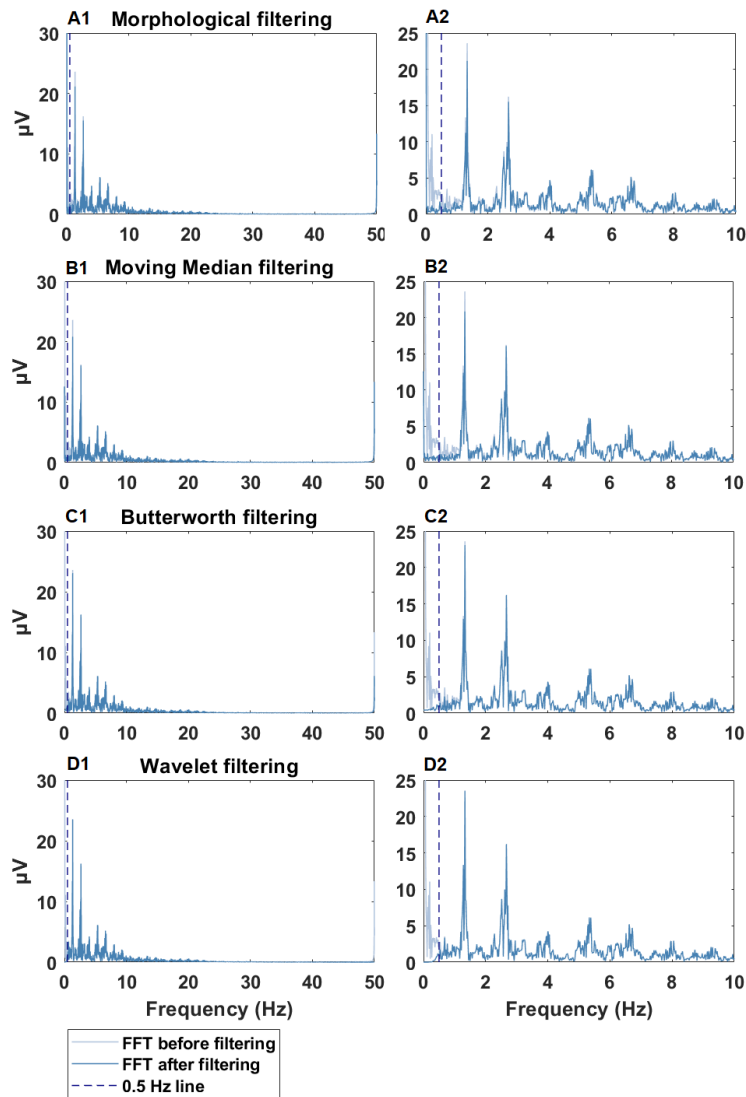 A1 Morphological filtering A2
30 25
20
20
15
µV
10
10
5
0 0
0 10 20 30 40 50 0 2 4 6 8 10
B1 Moving Median filtering B2
30 25
20
20
15
µV
10
10
5
0 0
0 10 20 30 40 50 0 2 4 6 8 10
C1 Butterworth filtering C2
30 25
20
20
15
µV
10
10
5
0 0
0 10 20 30 40 50 0 2 4 6 8 10
D1 Wavelet filtering D2
30 25
20
20
15
µV
10
10
5
0 0
0 10 20 30 40 50 0 2 4 6 8 10
Frequency (Hz) Frequency (Hz)
FFT before filtering
FFT after filtering
0.5 Hz line